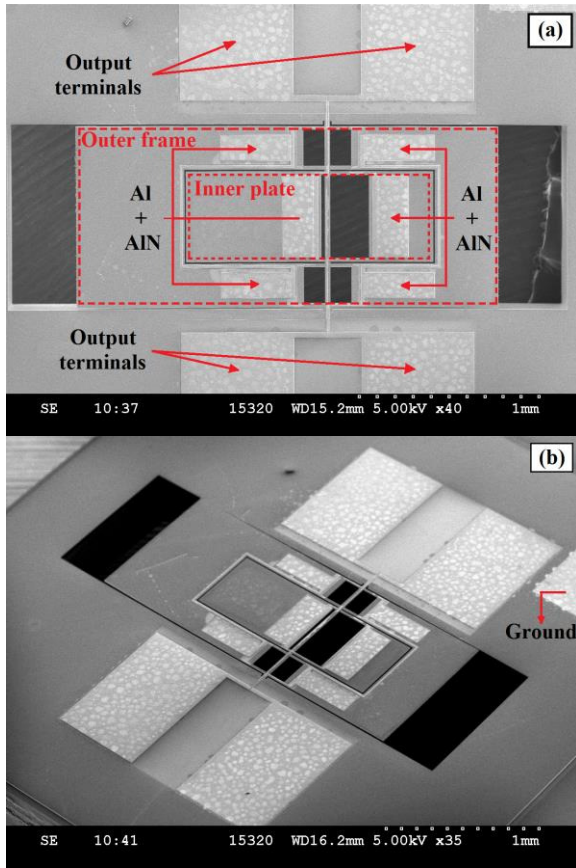 (a)
Output
terminals
Outer frame
Inner plate
Al
+
AlN
Al
+
AlN
Output
terminals
SE 10:37 15320 WD15.2mm 5.00kV x40 1mm
(b)
Ground
SE 10:41 15320 WD16.2mm 5.00kV x35 1mm